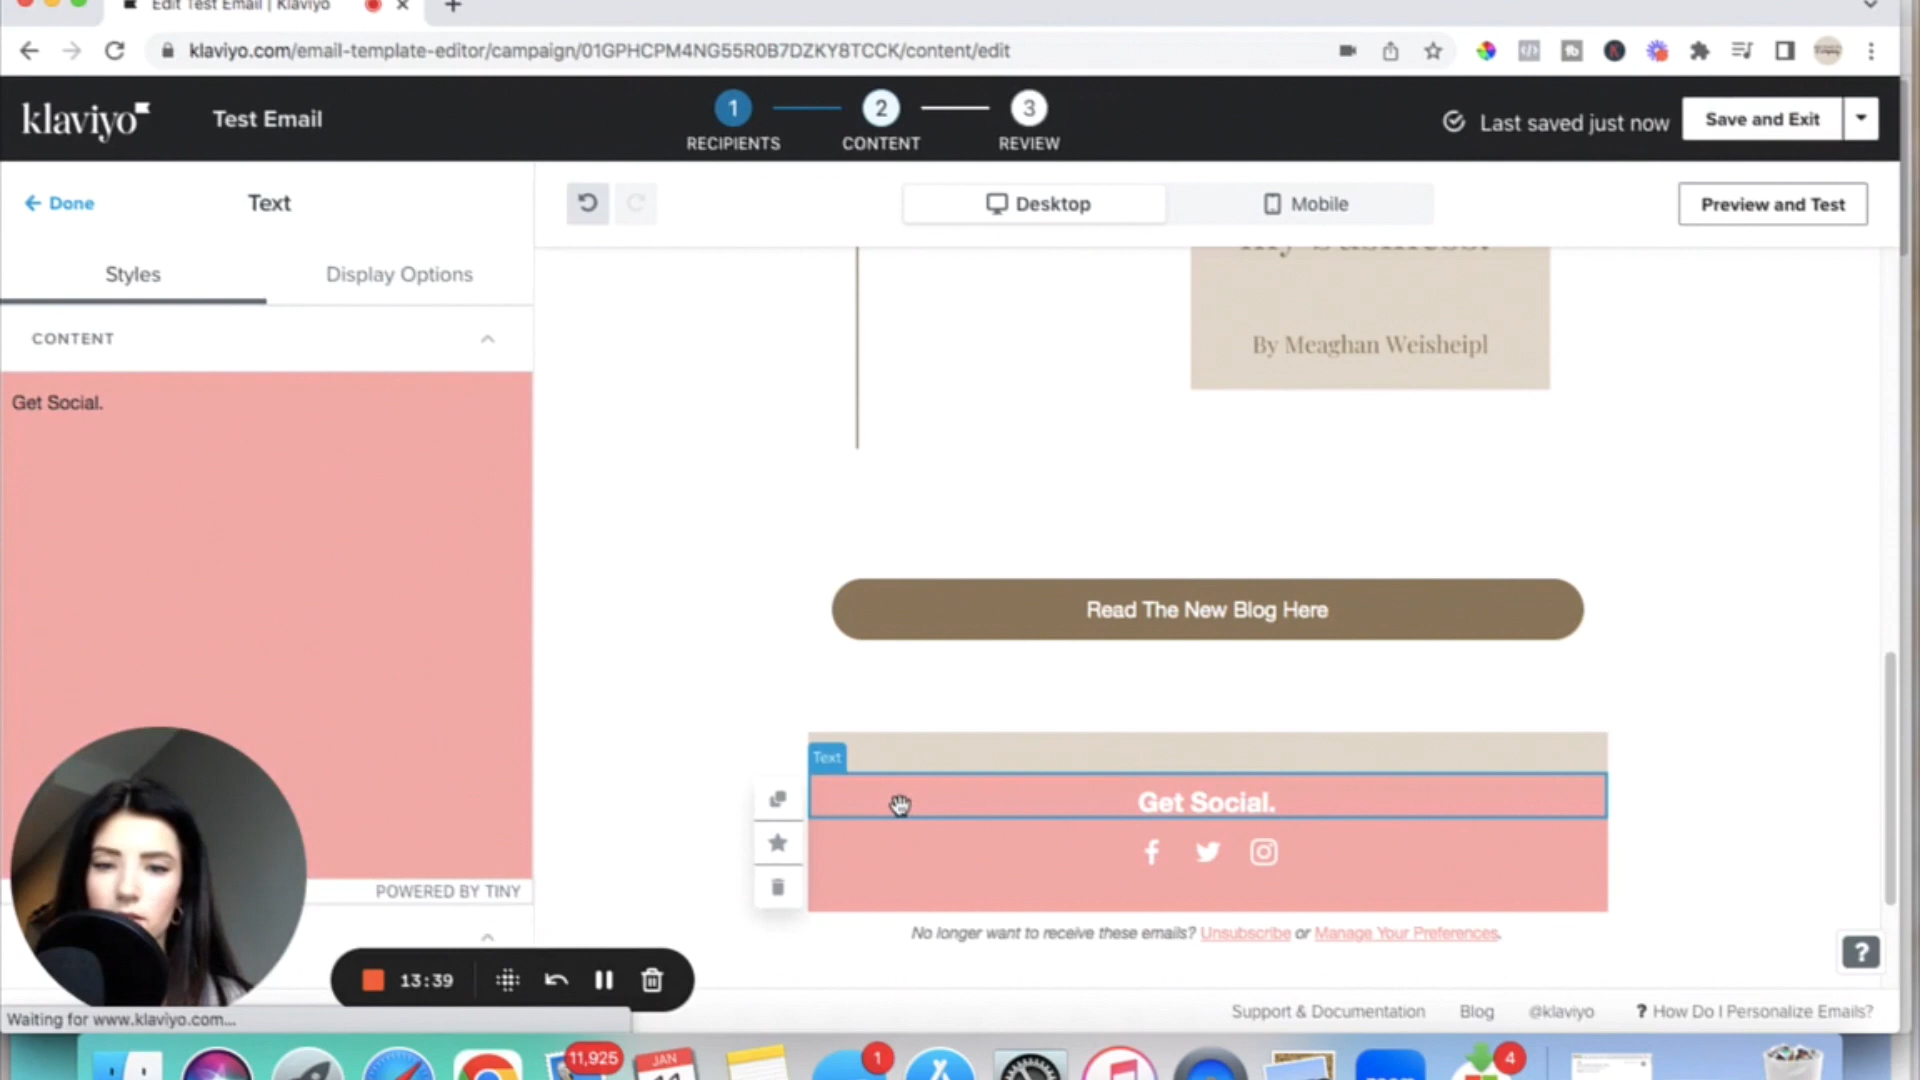 Edit Test Email | Klaviyo
klaviyo.com/email-template-editor/campaign/01GPHCPM4NG55R0B7DZKY8TCCK/content/edit
klaviyo
Test Email
1
2
3
RECIPIENTS
CONTENT
REVIEW
Last saved just now
Save and Exit
Done
Text
Desktop
Mobile
Preview and Test
Styles
Display Options
CONTENT
Get Social.
my business.
By Meaghan Weisheipl
Read The New Blog Here
Text
Get Social.
POWERED BY TINY
No longer want to receive these emails? Unsubscribe or Manage Your Preferences.
?
13:39
Waiting for www.klaviyo.com...
Support & Documentation
Blog
@klaviyo
? How Do I Personalize Emails?
11,925
JAN
1
4